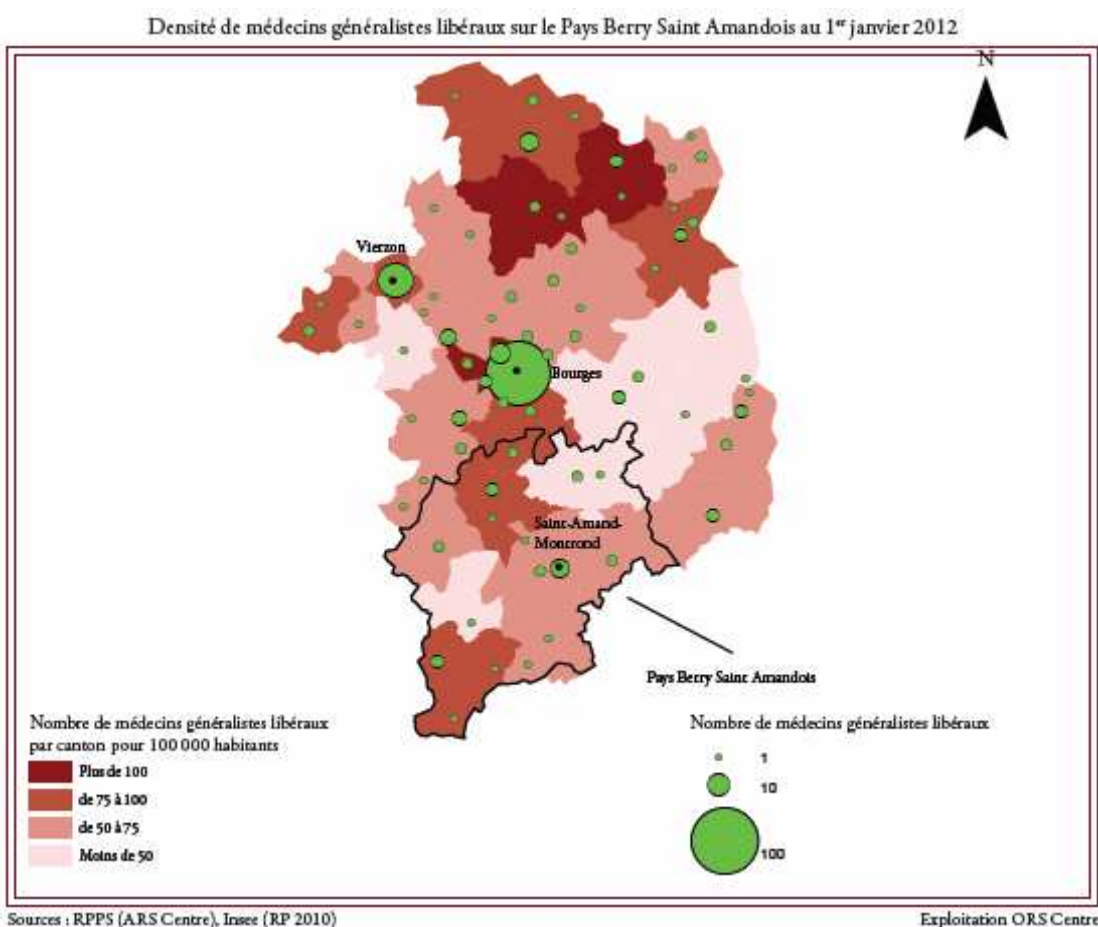 Densité de médecins généralistes libéraux sur le Pays Berry Saint Amandois au 1er janvier 2012
N
Vierzon
Bourges
Saint-Amand-
Montrond
Pays Berry Saint Amandois
Nombre de médecins généralistes libéraux
par canton pour 100 000 habitants
Plus de 100
de 75 à 100
de 50 à 75
Moins de 50
Nombre de médecins généralistes libéraux
1
10
100
Sources : RPPS (ARS Centre), Insee (RP 2010)
Exploitation ORS Centre